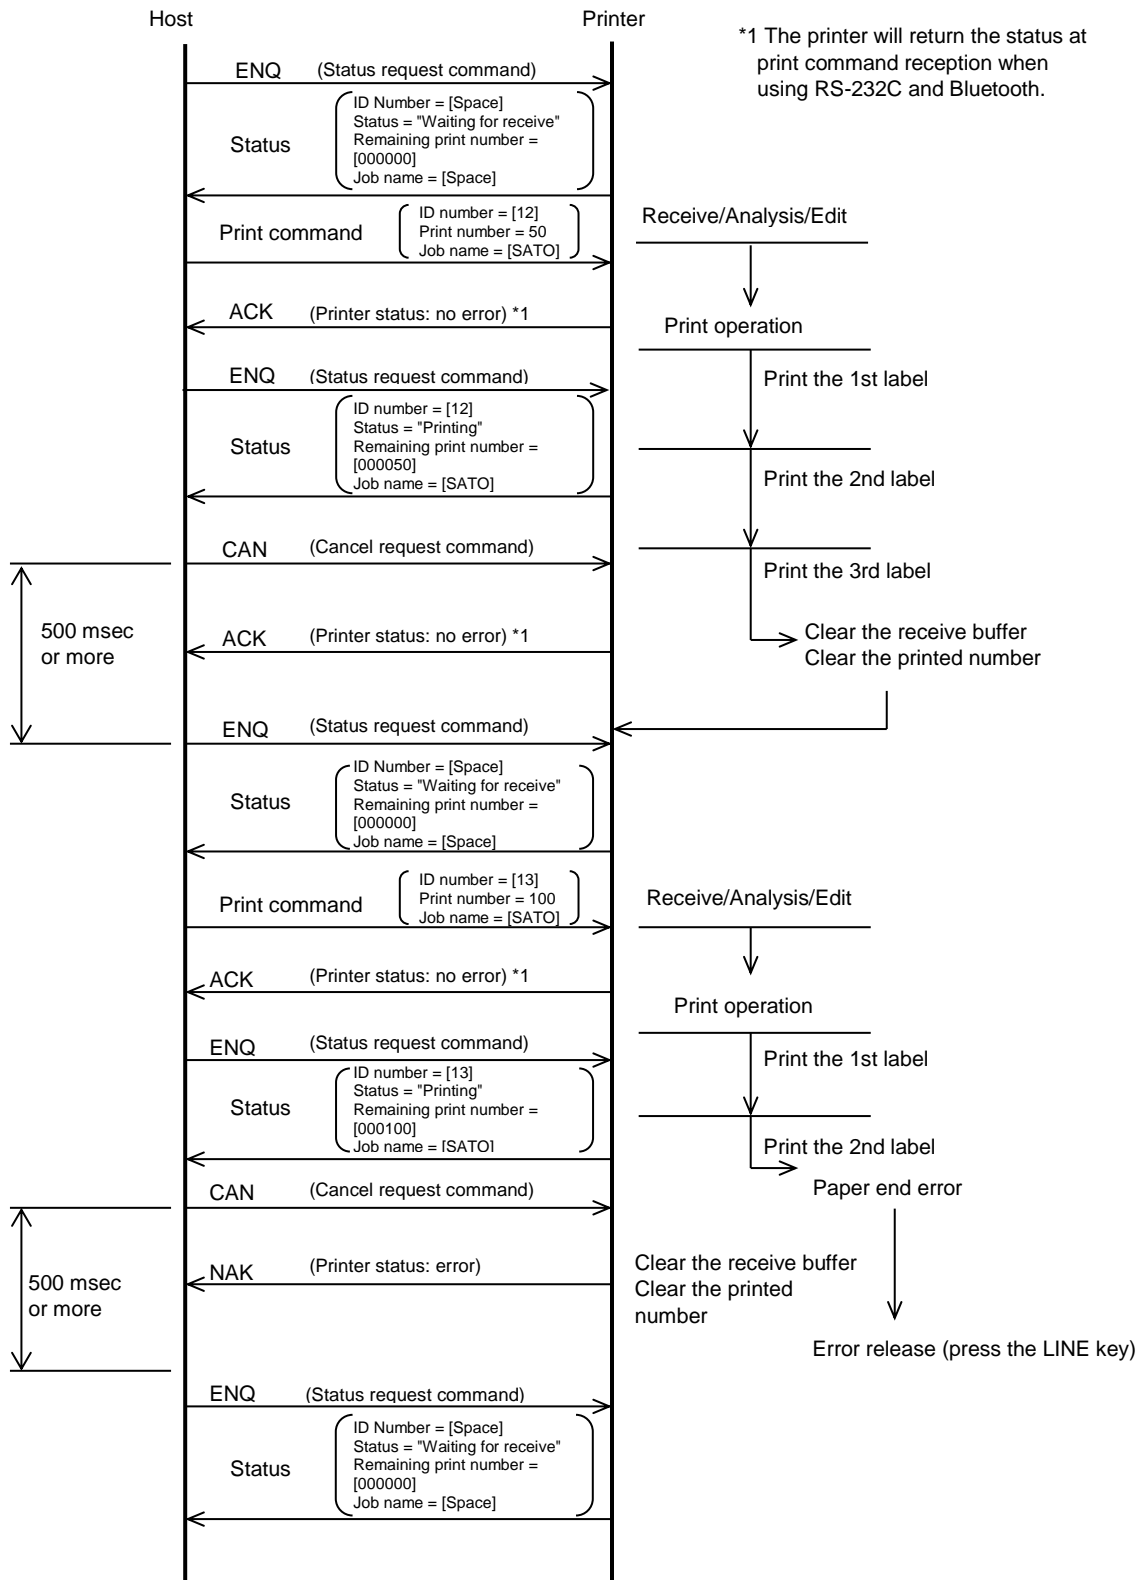 Host
Printer
*1 The printer will return the status at
print command reception when
using RS-232C and Bluetooth.
ENQ (Status request command)
ID Number = [Space]
Status = "Waiting for receive"
Status
Remaining print number =
[000000]
Job name = [Space]
Print command
ID number = [12]
Print number = 50
Job name = [SATO]
Receive/Analysis/Edit
ACK (Printer status: no error) *1
Print operation
ENQ (Status request command)
Print the 1st label
ID number = [12]
Status = "Printing"
Status
Remaining print number =
[000050]
Job name = [SATO]
Print the 2nd label
CAN (Cancel request command)
Print the 3rd label
500 msec
or more
ACK (Printer status: no error) *1
Clear the receive buffer
Clear the printed number
ENQ (Status request command)
ID Number = [Space]
Status = "Waiting for receive"
Status
Remaining print number =
[000000]
Job name = [Space]
Print command
ID number = [13]
Print number = 100
Job name = [SATO]
Receive/Analysis/Edit
ACK (Printer status: no error) *1
Print operation
ENQ (Status request command)
Print the 1st label
ID number = [13]
Status = "Printing"
Status
Remaining print number =
[000100]
Job name = [SATO]
Print the 2nd label
Paper end error
CAN (Cancel request command)
500 msec
or more
NAK (Printer status: error)
Clear the receive buffer
Clear the printed
number
Error release (press the LINE key)
ENQ (Status request command)
ID Number = [Space]
Status = "Waiting for receive"
Status
Remaining print number =
[000000]
Job name = [Space]